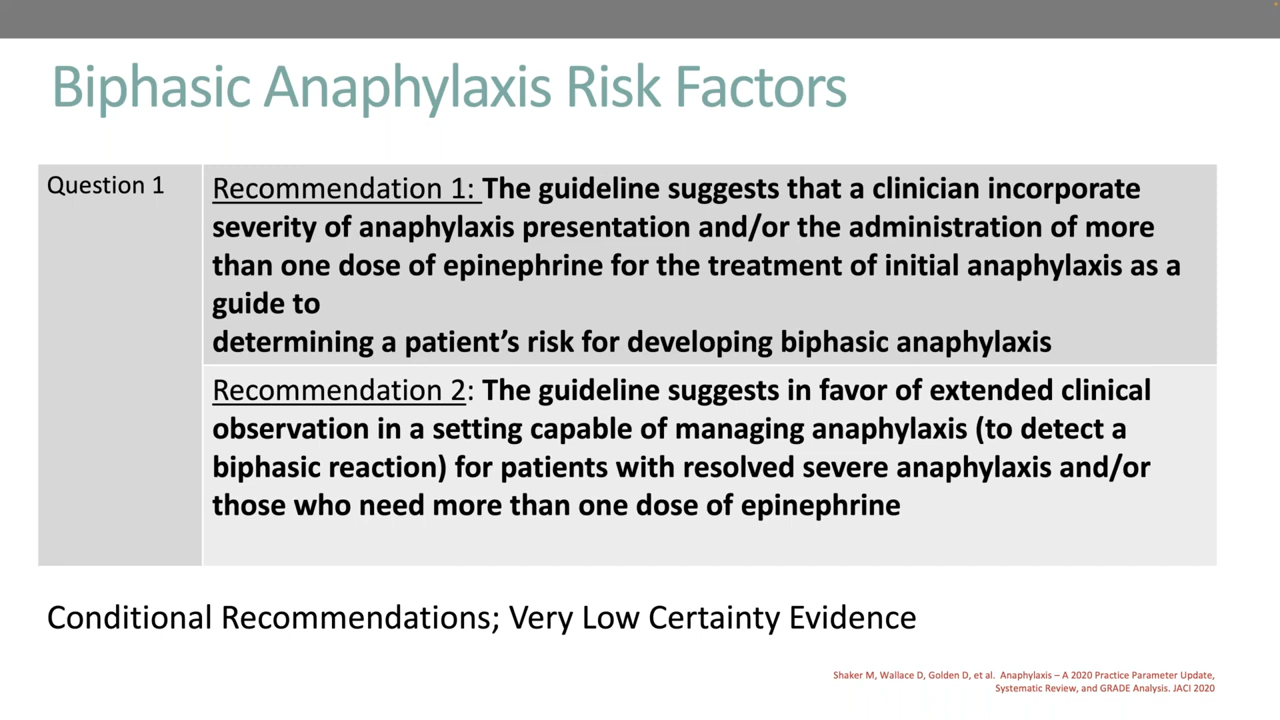 Biphasic Anaphylaxis Risk Factors
Question 1
Recommendation 1: The guideline suggests that a clinician incorporate
severity of anaphylaxis presentation and/or the administration of more
than one dose of epinephrine for the treatment of initial anaphylaxis as a
guide to
determining a patient’s risk for developing biphasic anaphylaxis
Recommendation 2: The guideline suggests in favor of extended clinical
observation in a setting capable of managing anaphylaxis (to detect a
biphasic reaction) for patients with resolved severe anaphylaxis and/or
those who need more than one dose of epinephrine
Conditional Recommendations; Very Low Certainty Evidence
Shaker M, Wallace D, Golden D, et al. Anaphylaxis – A 2020 Practice Parameter Update,
Systematic Review, and GRADE Analysis. JACI 2020